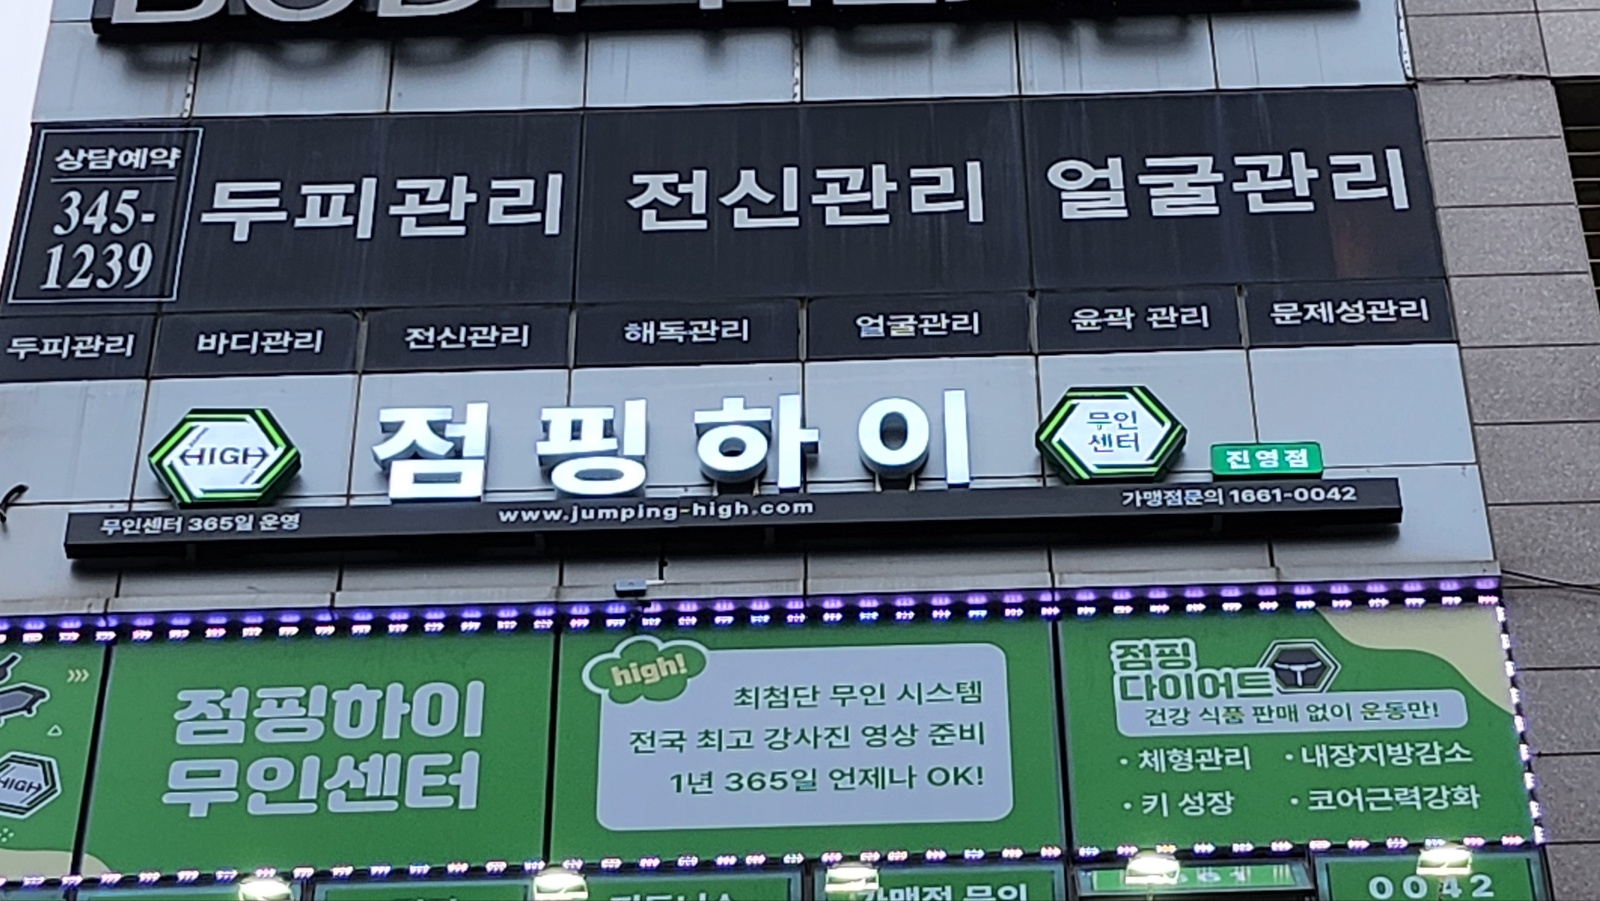 상담예약
345-
1239
두피관리 전신관리 얼굴관리
두피관리 바디관리 전신관리 해독관리 얼굴관리 윤곽 관리 문제성관리
HIGH 점핑하이 무인
센터 진영점
무인센터 365일 운영 www.jumping-high.com 가맹점문의 1661-0042
HIGH
점핑하이
무인센터
high!
최첨단 무인 시스템
전국 최고 강사진 영상 준비
1년 365일 언제나 OK!
점핑
다이어트
건강 식품 판매 없이 운동만!
· 체형관리 · 내장지방감소
· 키 성장 · 코어근력강화
가맹점 문의
0042